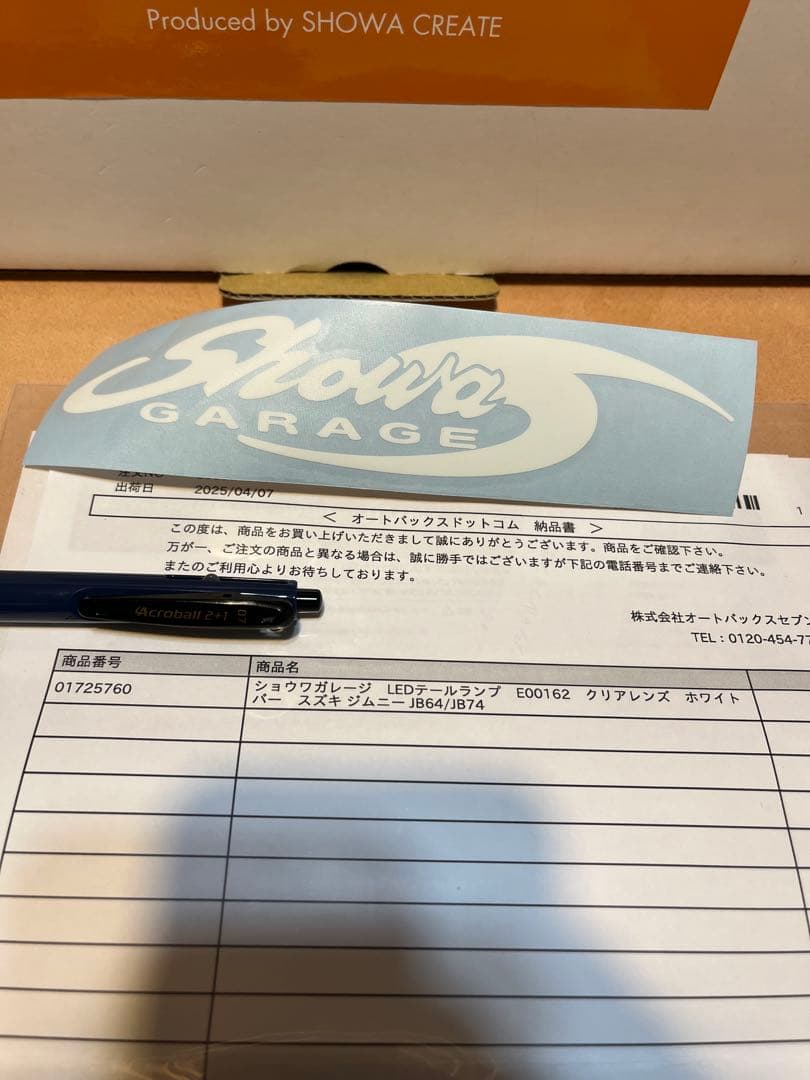 Produced by SHOWA CREATE
Showa
GARAGE
出荷日 2025/04/07
1
< オートバックスドットコム 納品書 >
この度は、商品をお買い上げいただきまして誠にありがとうございます。商品をご確認下さい。
万が一、ご注文の商品と異なる場合は、誠に勝手ではございますが下記の電話番号までご連絡下さい。
またのご利用心よりお待ちしております。
Acroball 2+1 07
株式会社オートバックスセブン
TEL:0120-454-77
商品番号 商品名
01725760 ショウワガレージ LEDテールランプ E00162 クリアレンズ ホワイト
バー スズキ ジムニー JB64/JB74